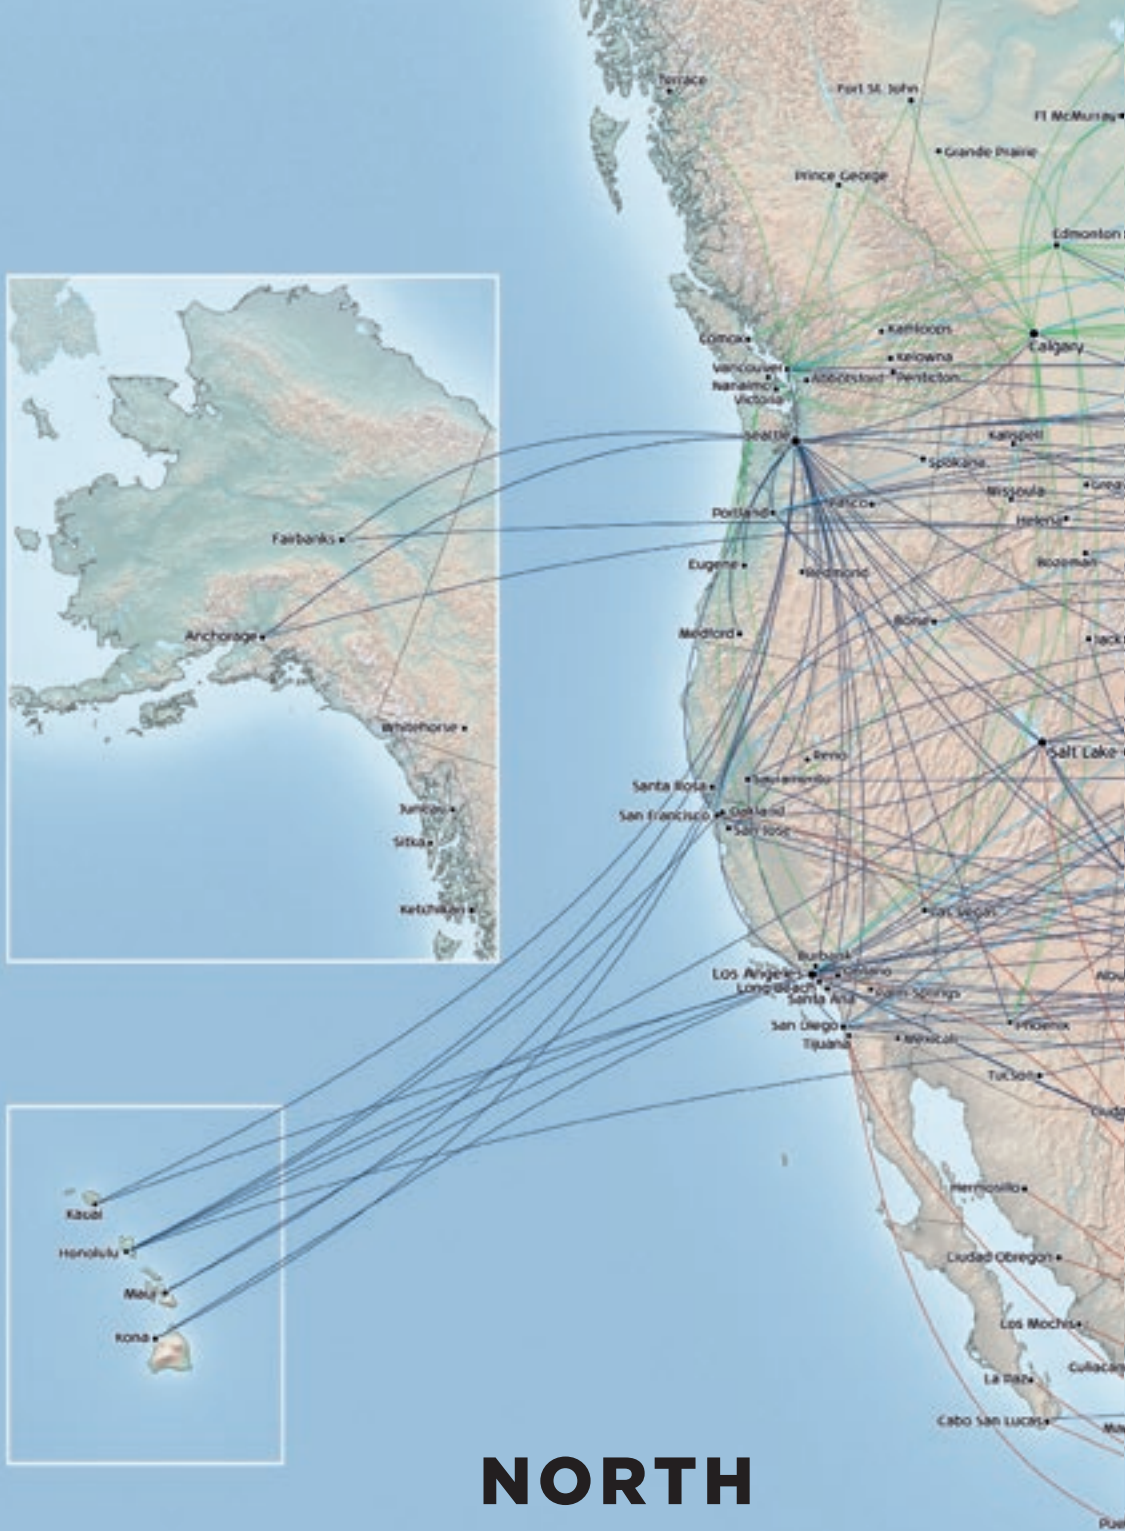 Terrace
Fort St. John
Ft McMurray
Grande Prairie
Prince George
Edmonton
Comox
Kamloops
Calgary
Kelowna
Vancouver
Abbotsford
Penticton
Nanaimo
Victoria
Seattle
Kalispell
Spokane
Missoula
Portland
Pasco
Helena
Fairbanks
Eugene
Redmond
Bozeman
Boise
Anchorage
Medford
Whitehorse
Reno
Salt Lake
Sacramento
Santa Rosa
Juneau
San Francisco
Oakland
San Jose
Sitka
Ketchikan
Las Vegas
Burbank
Los Angeles
Ontario
Long Beach
Santa Ana
Palm Springs
San Diego
Phoenix
Tijuana
Mexicali
Tucson
Hermosillo
Kauai
Honolulu
Ciudad Obregon
Maui
Los Mochis
Kona
Culiacan
La Paz
Cabo San Lucas
NORTH